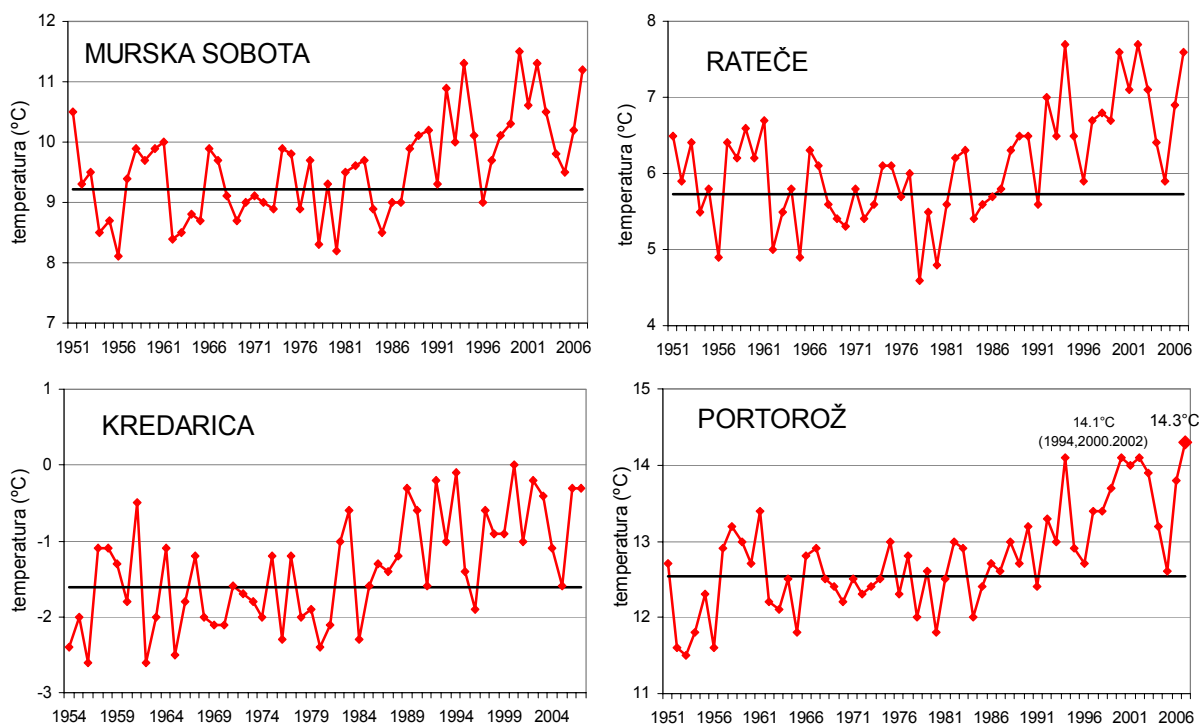 MURSKA SOBOTA
temperatura (ºC)
12
11
10
9
8
7
1951 1956 1961 1966 1971 1976 1981 1986 1991 1996 2001 2006
RATEČE
temperatura (ºC)
8
7
6
5
4
1951 1956 1961 1966 1971 1976 1981 1986 1991 1996 2001 2006
KREDARICA
temperatura (ºC)
1
0
-1
-2
-3
1954 1959 1964 1969 1974 1979 1984 1989 1994 1999 2004
PORTOROŽ
14.1°C
(1994,2000.2002)
14.3°C
temperatura (ºC)
15
14
13
12
11
1951 1956 1961 1966 1971 1976 1981 1986 1991 1996 2001 2006